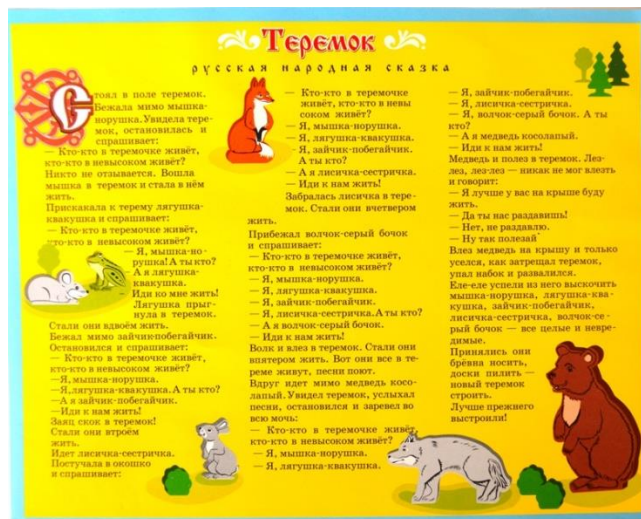 Теремок
русская народная сказка
Стоял в поле теремок.
Бежала мимо мышка-
норушка. Увидела тере-
мок, остановилась и
спрашивает:
— Кто-кто в теремочке живёт,
кто-кто в невысоком живёт?
Никто не отзывается. Вошла
мышка в теремок и стала в нём
жить.
Прискакала к терему лягушка-
квакушка и спрашивает:
— Кто-кто в теремочке живёт,
кто-кто в невысоком живёт?
— Я, мышка-но-
рушка! А ты кто?
— А я лягушка-
квакушка.
— Иди ко мне жить!
Лягушка прыг-
нула в теремок.
Стали они вдвоём жить.
Бежал мимо зайчик-побегайчик.
Остановился и спрашивает:
— Кто-кто в теремочке живёт,
кто-кто в невысоком живёт?
—Я, мышка-норушка.
—Я, лягушка-квакушка. А ты кто?
—А я зайчик-побегайчик.
—Иди к нам жить!
Заяц скок в теремок!
Стали они втроём
жить.
Идет лисичка-сестричка.
Постучала в окошко
и спрашивает:
— Кто-кто в теремочке
живёт, кто-кто в невы
соком живёт?
— Я, мышка-норушка.
— Я, лягушка-квакушка.
— Я, зайчик-побегайчик.
А ты кто?
— А я лисичка-сестричка.
— Иди к нам жить!
Забралась лисичка в тере-
мок. Стали они вчетвером
жить.
Прибежал волчок-серый бочок
и спрашивает:
— Кто-кто в теремочке живёт,
кто-кто в невысоком живёт?
— Я, мышка-норушка.
— Я, лягушка-квакушка.
— Я, зайчик-побегайчик.
— Я, лисичка-сестричка. А ты кто?
— А я волчок-серый бочок.
— Иди к нам жить!
Волк и влез в теремок. Стали они
впятером жить. Вот они все в те-
реме живут, песни поют.
Вдруг идет мимо медведь косо-
лапый. Увидел теремок, услыхал
песни, остановился и заревел во
всю мочь:
— Кто-кто в теремочке живёт,
кто-кто в невысоком живёт?
— Я, мышка-норушка.
— Я, лягушка-квакушка.
— Я, зайчик-побегайчик.
— Я, лисичка-сестричка.
— Я, волчок-серый бочок. А ты
кто?
— А я медведь косолапый.
— Иди к нам жить!
Медведь и полез в теремок. Лез-
лез, лез-лез — никак не мог влезть
и говорит:
— Я лучше у вас на крыше буду
жить.
— Да ты нас раздавишь!
— Нет, не раздавлю.
— Ну так полезай
Влез медведь на крышу и только
уселся, как затрещал теремок,
упал набок и развалился.
Еле-еле успели из него выскочить
мышка-норушка, лягушка-ква-
кушка, зайчик-побегайчик,
лисичка-сестричка, волчок-се-
рый бочок — все целые и невре-
димые.
Принялись они
брёвна носить,
доски пилить —
новый теремок
строить.
Лучше прежнего
выстроили!